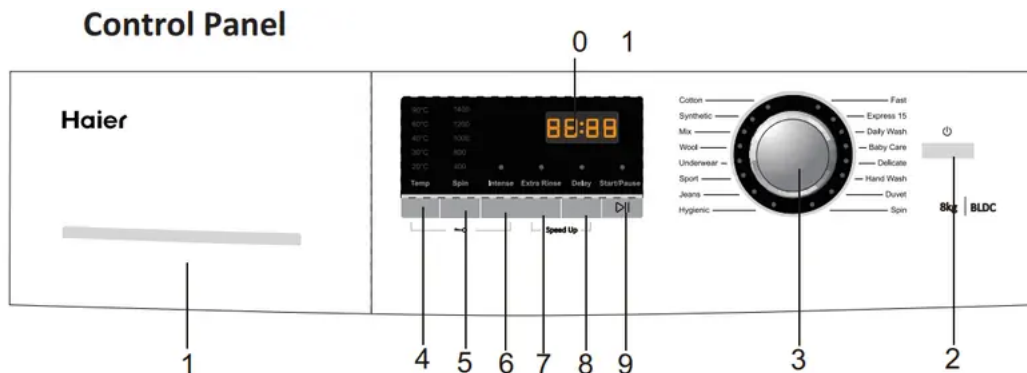 Control Panel
0 1
Haier
90°C 1400
60°C 1200
40°C 1000
30°C 800
20°C 400
88:88
Temp Spin Intense Extra Rinse Delay Start/Pause
Speed Up
Cotton
Synthetic
Mix
Wool
Underwear
Sport
Jeans
Hygienic
Fast
Express 15
Daily Wash
Baby Care
Delicate
Hand Wash
Duvet
Spin
8kg | BLDC
1 4 5 6 7 8 9 3 2